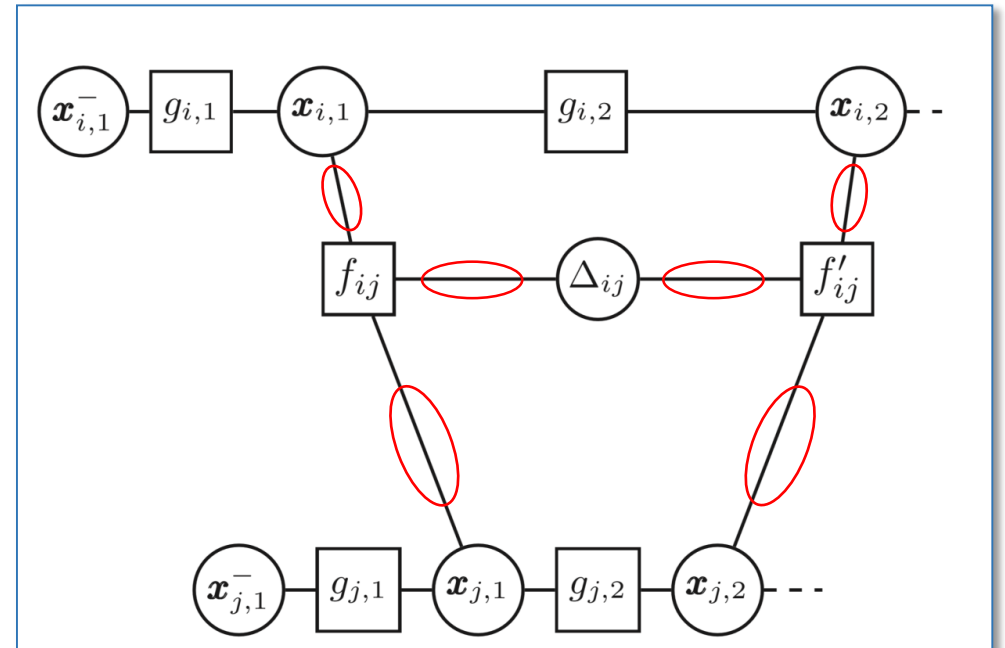 𝒙⁻ᵢ,₁ gᵢ,₁ 𝒙ᵢ,₁ gᵢ,₂ 𝒙ᵢ,₂
fᵢⱼ Δᵢⱼ f′ᵢⱼ
𝒙⁻ⱼ,₁ gⱼ,₁ 𝒙ⱼ,₁ gⱼ,₂ 𝒙ⱼ,₂